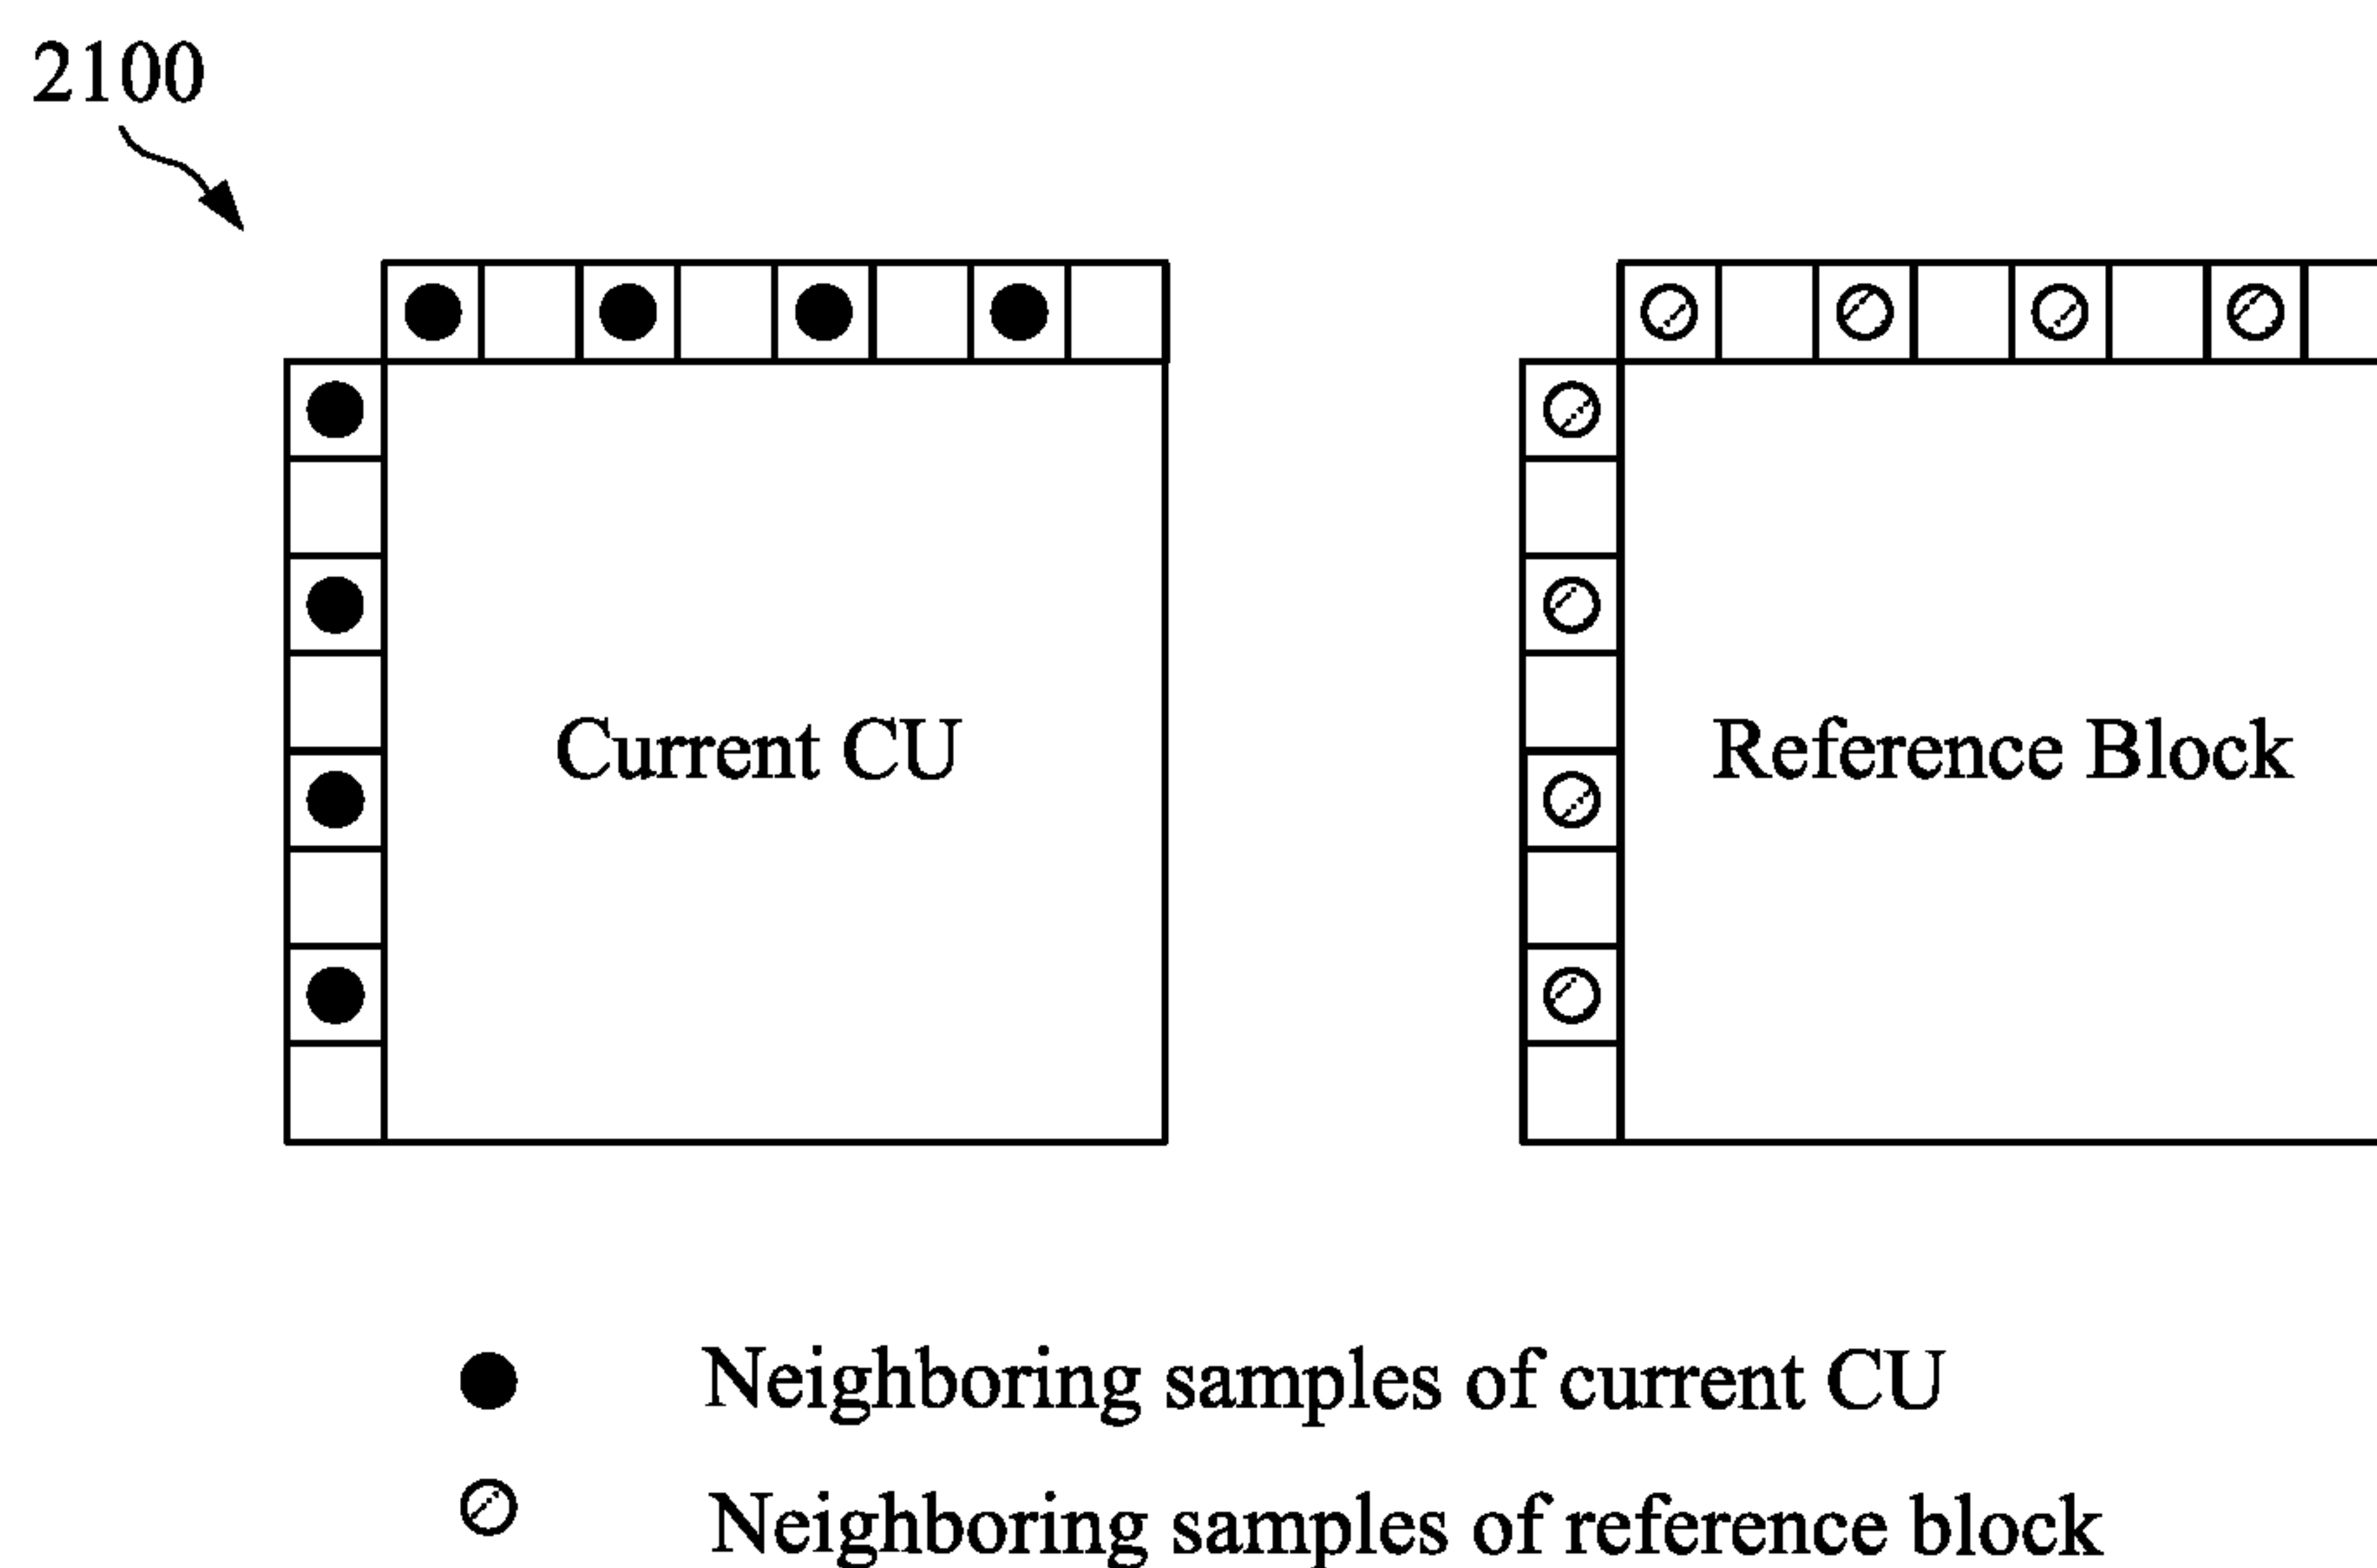 2100
Current CU
Reference Block
Neighboring samples of current CU
Neighboring samples of reference block